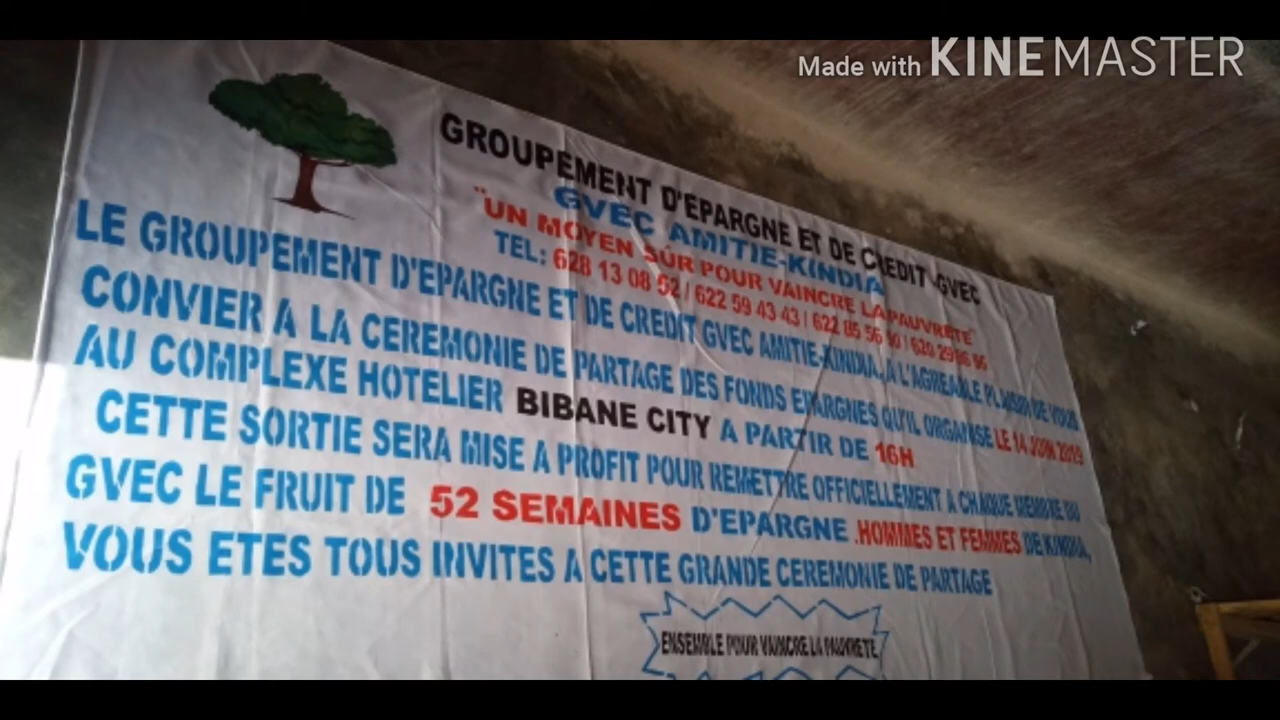 Made with KINEMASTER
GROUPEMENT D'EPARGNE ET DE CREDIT GVEC
GVEC AMITIE-KINDIA
"UN MOYEN SÛR POUR VAINCRE LA PAUVRETE"
TEL: 628 13 08 52 / 622 59 43 43 / 622 85 56 / 620 29
LE GROUPEMENT D'EPARGNE ET DE CREDIT GVEC AMITIE-KINDIA, A L'AGREABLE PLAISIR DE VOUS
CONVIER A LA CEREMONIE DE PARTAGE DES FONDS EPARGNES QU'IL ORGANISE LE 14 JUIN 2019
AU COMPLEXE HOTELIER BIBANE CITY A PARTIR DE 16H
CETTE SORTIE SERA MISE A PROFIT POUR REMETTRE OFFICIELLEMENT A CHAQUE MEMBRE DU
GVEC LE FRUIT DE 52 SEMAINES D'EPARGNE .HOMMES ET FEMMES DE KINDIA,
VOUS ETES TOUS INVITES A CETTE GRANDE CEREMONIE DE PARTAGE
ENSEMBLE POUR VAINCRE LA PAUVRETE